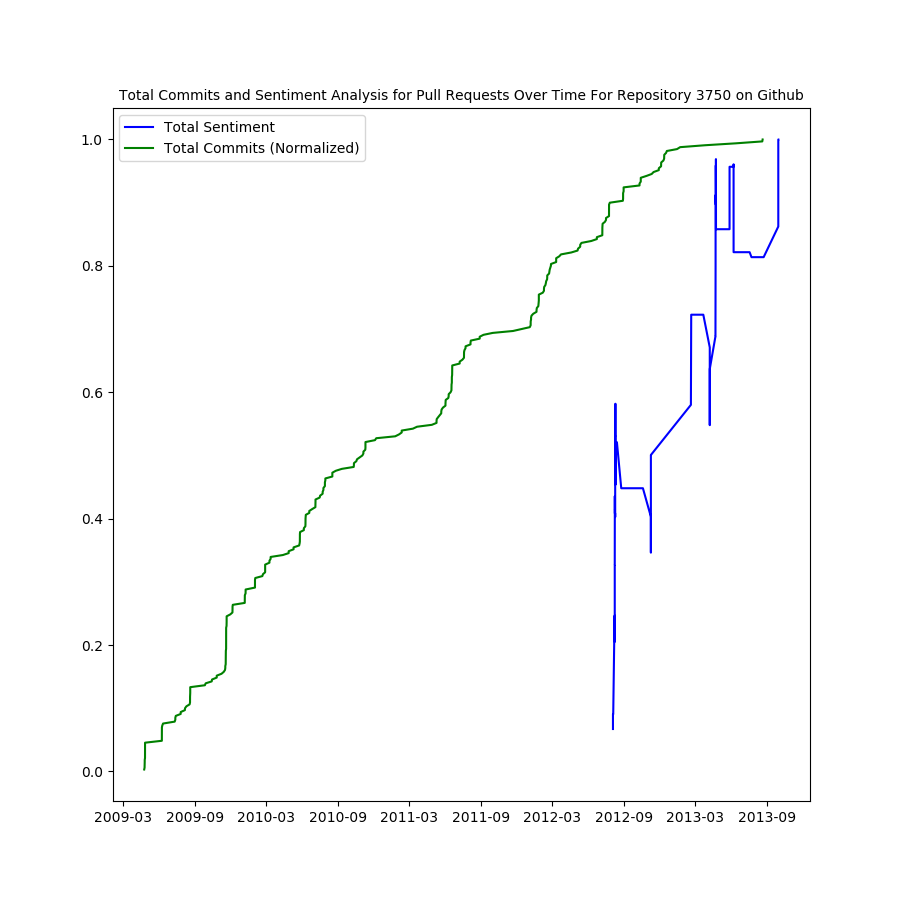 Total Commits and Sentiment Analysis for Pull Requests Over Time For Repository 3750 on Github
Total Sentiment
Total Commits (Normalized)
1.0
0.8
0.6
0.4
0.2
0.0
2009-03 2009-09 2010-03 2010-09 2011-03 2011-09 2012-03 2012-09 2013-03 2013-09